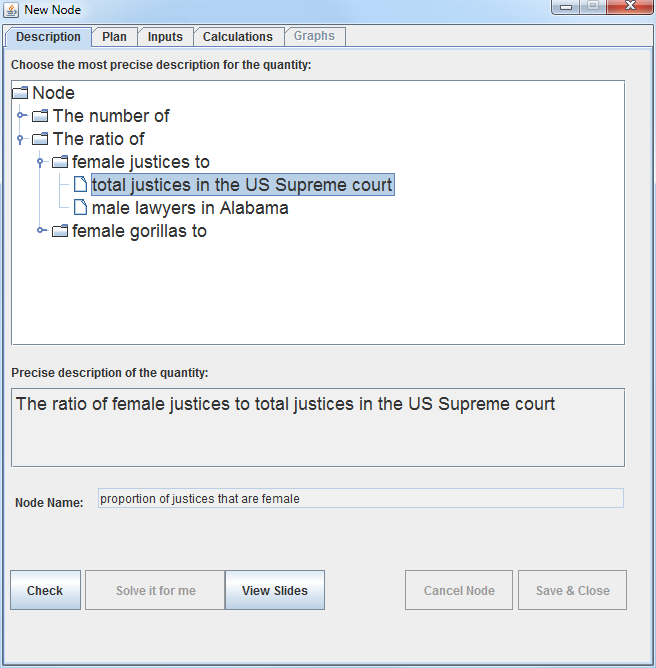 New Node
Description Plan Inputs Calculations Graphs
Choose the most precise description for the quantity:
Node
The number of
The ratio of
female justices to
total justices in the US Supreme court
male lawyers in Alabama
female gorillas to
Precise description of the quantity:
The ratio of female justices to total justices in the US Supreme court
Node Name: proportion of justices that are female
Check Solve it for me View Slides Cancel Node Save & Close